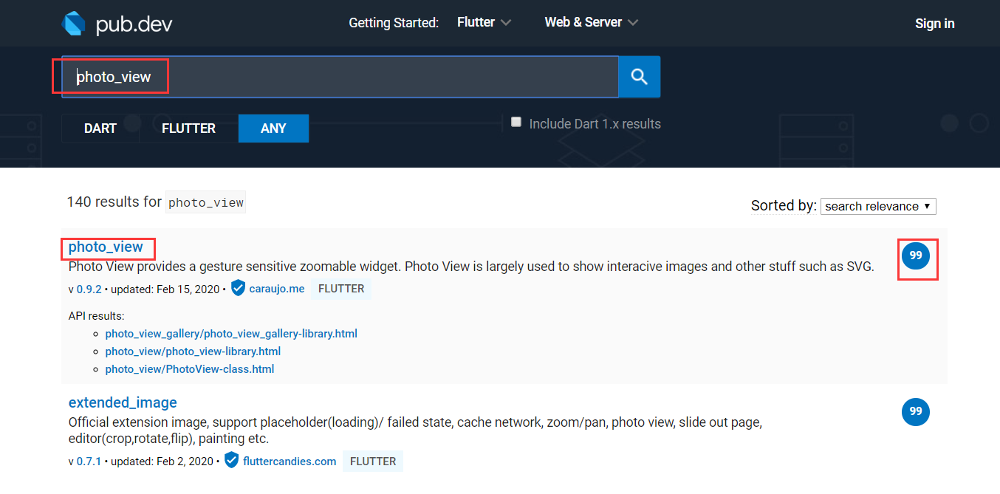 pub.dev
Getting Started: Flutter Web & Server Sign in
photo_view
DART FLUTTER ANY Include Dart 1.x results
140 results for photo_view
Sorted by: search relevance
photo_view
99
Photo View provides a gesture sensitive zoomable widget. Photo View is largely used to show interacive images and other stuff such as SVG.
v 0.9.2 • updated: Feb 15, 2020 • caraujo.me FLUTTER
API results:
photo_view_gallery/photo_view_gallery-library.html
photo_view/photo_view-library.html
photo_view/PhotoView-class.html
extended_image
99
Official extension image, support placeholder(loading)/ failed state, cache network, zoom/pan, photo view, slide out page,
editor(crop,rotate,flip), painting etc.
v 0.7.1 • updated: Feb 2, 2020 • fluttercandies.com FLUTTER